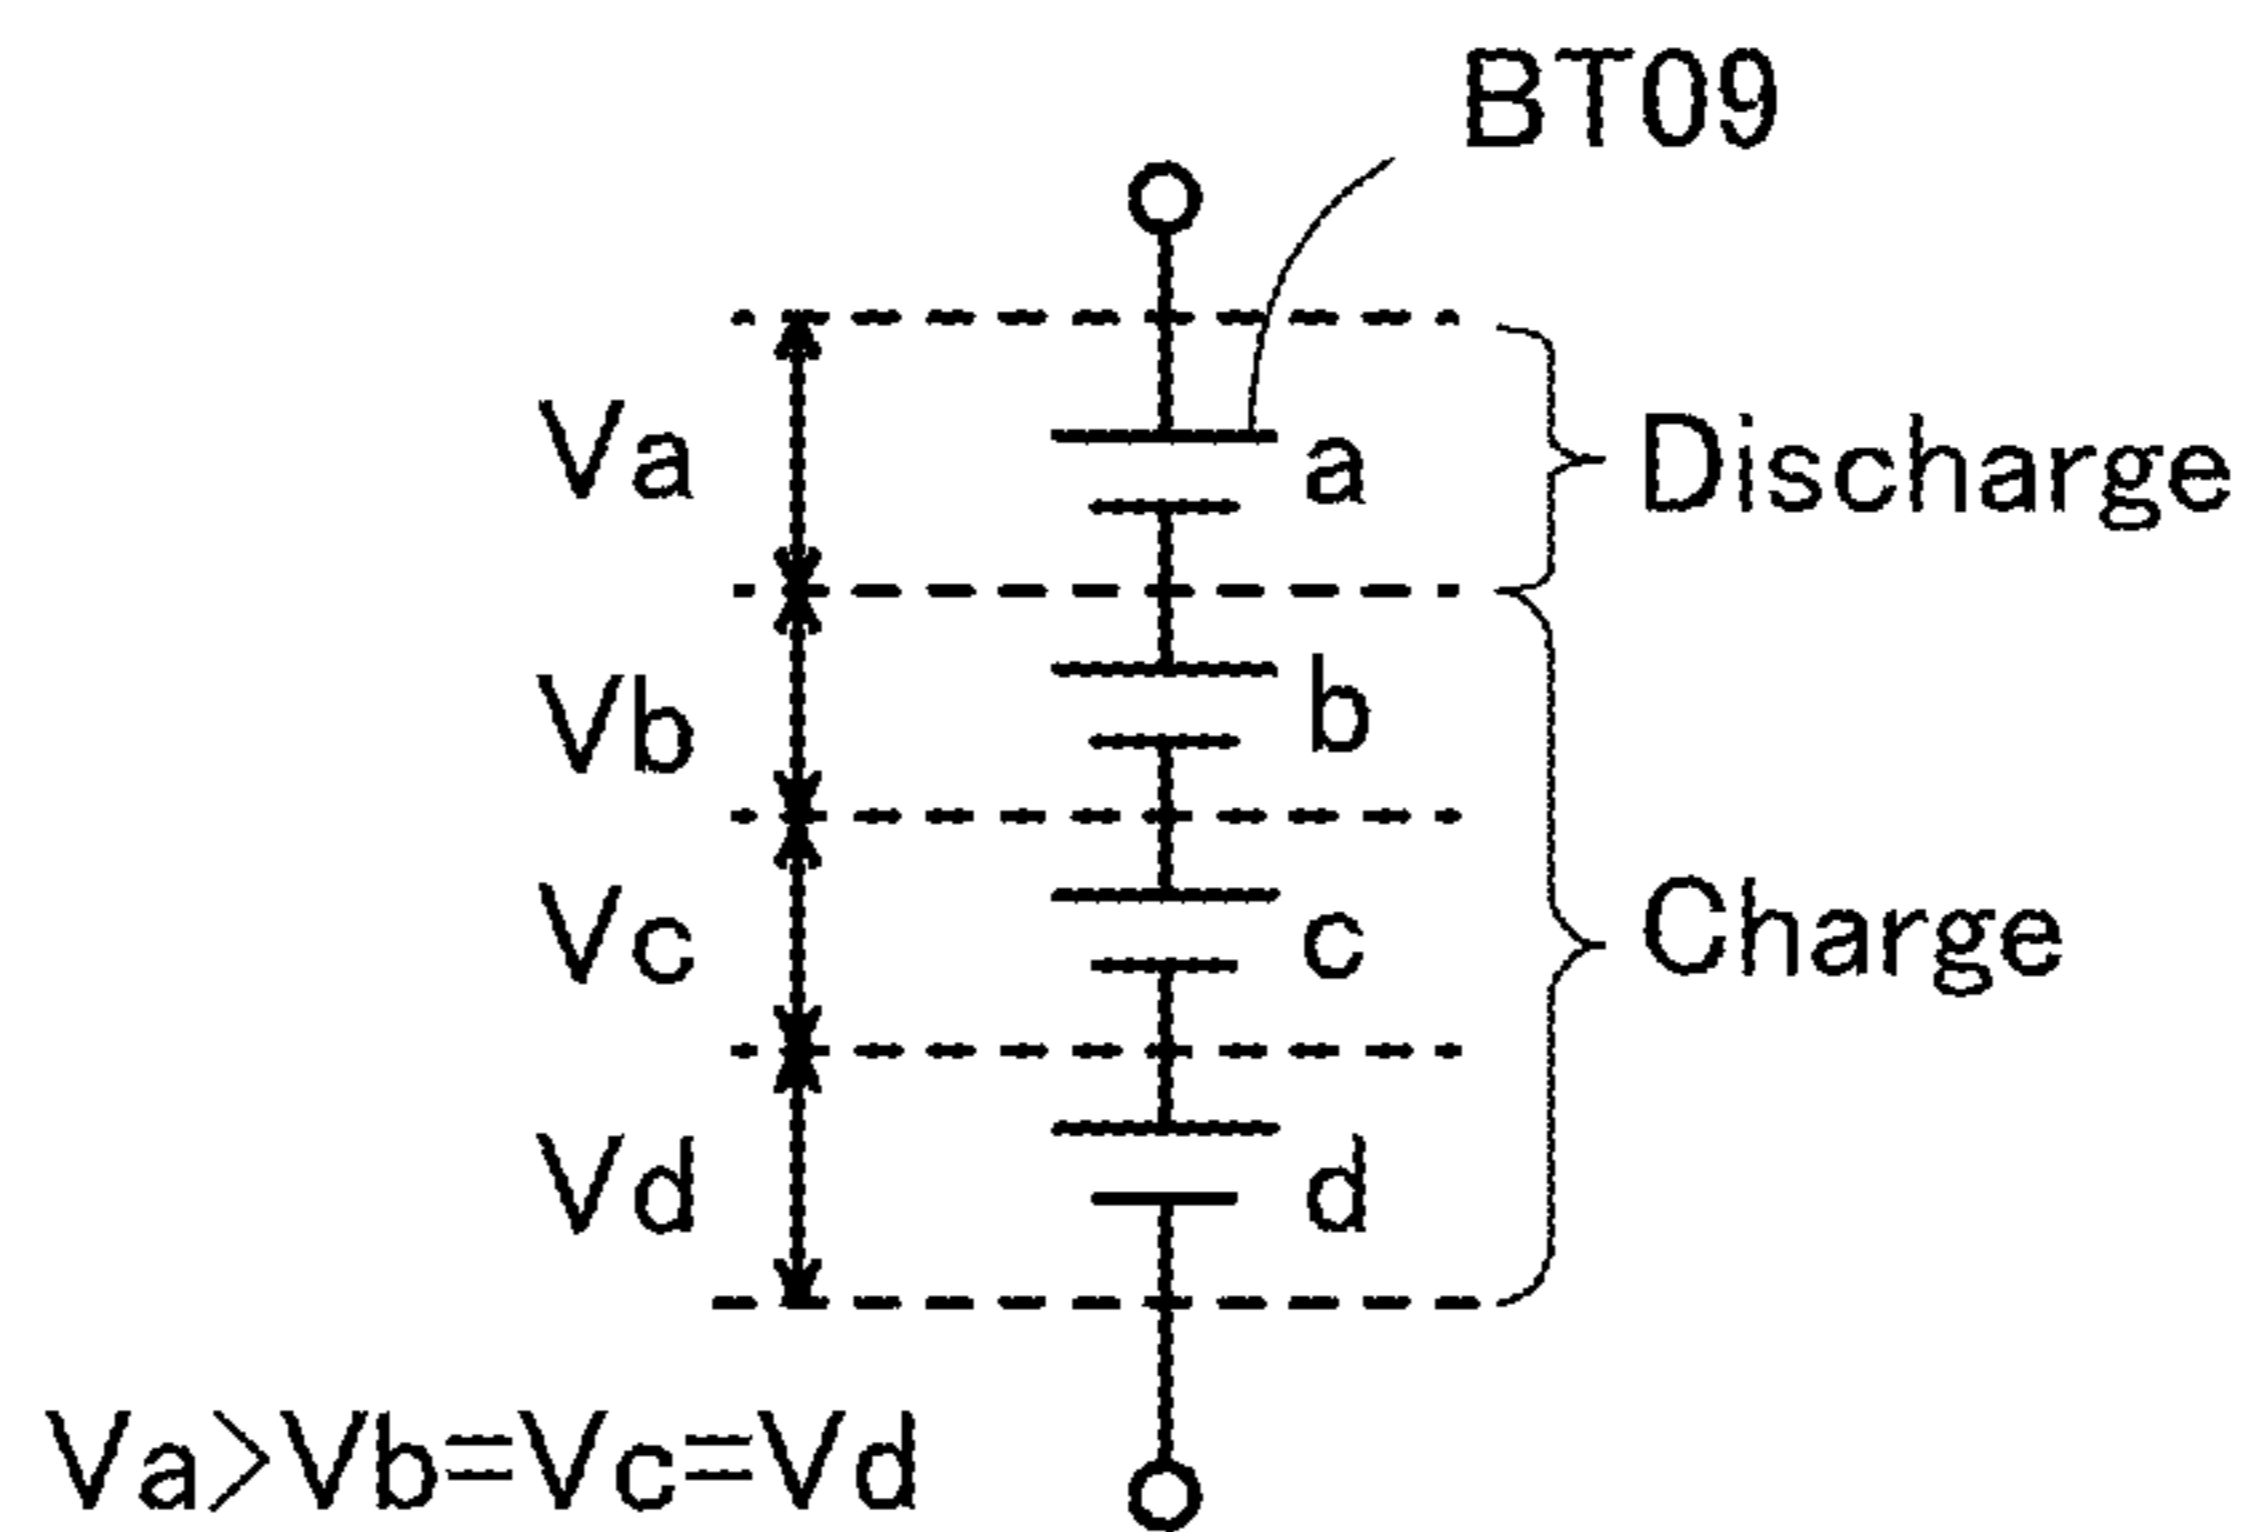 BT09
Va
a
Discharge
Vb
b
Vc
c
Charge
Vd
d
Va>Vb=Vc=Vd